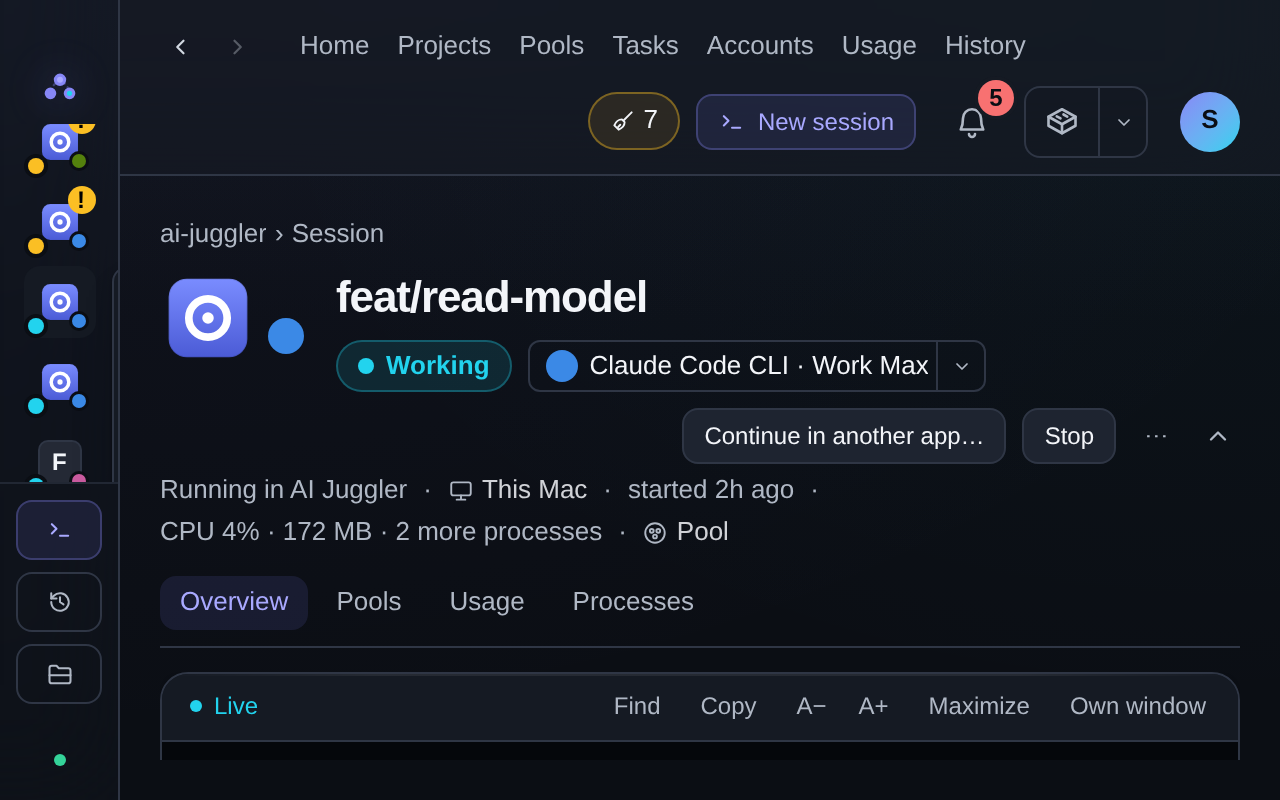 Home Projects Pools Tasks Accounts Usage History
7 New session 5 S
!
!
ai-juggler › Session
feat/read-model
Working Claude Code CLI · Work Max
Continue in another app… Stop ···
F
Running in AI Juggler · This Mac · started 2h ago ·
CPU 4% · 172 MB · 2 more processes · Pool
Overview Pools Usage Processes
Live Find Copy A− A+ Maximize Own window